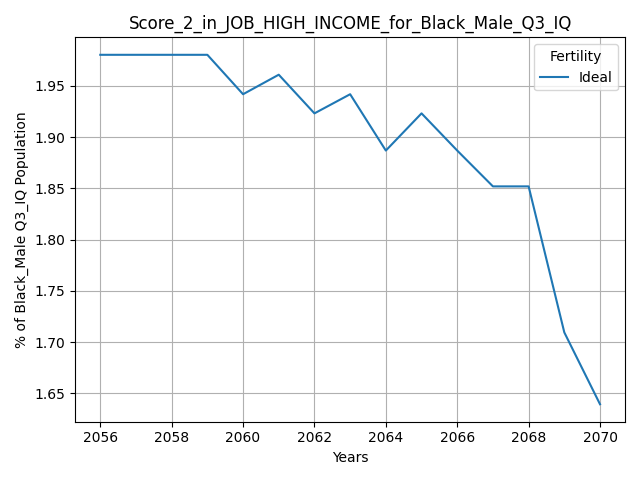 Score_2_in_JOB_HIGH_INCOME_for_Black_Male_Q3_IQ
Fertility
Ideal
% of Black_Male Q3_IQ Population
1.95
1.90
1.85
1.80
1.75
1.70
1.65
2056 2058 2060 2062 2064 2066 2068 2070
Years